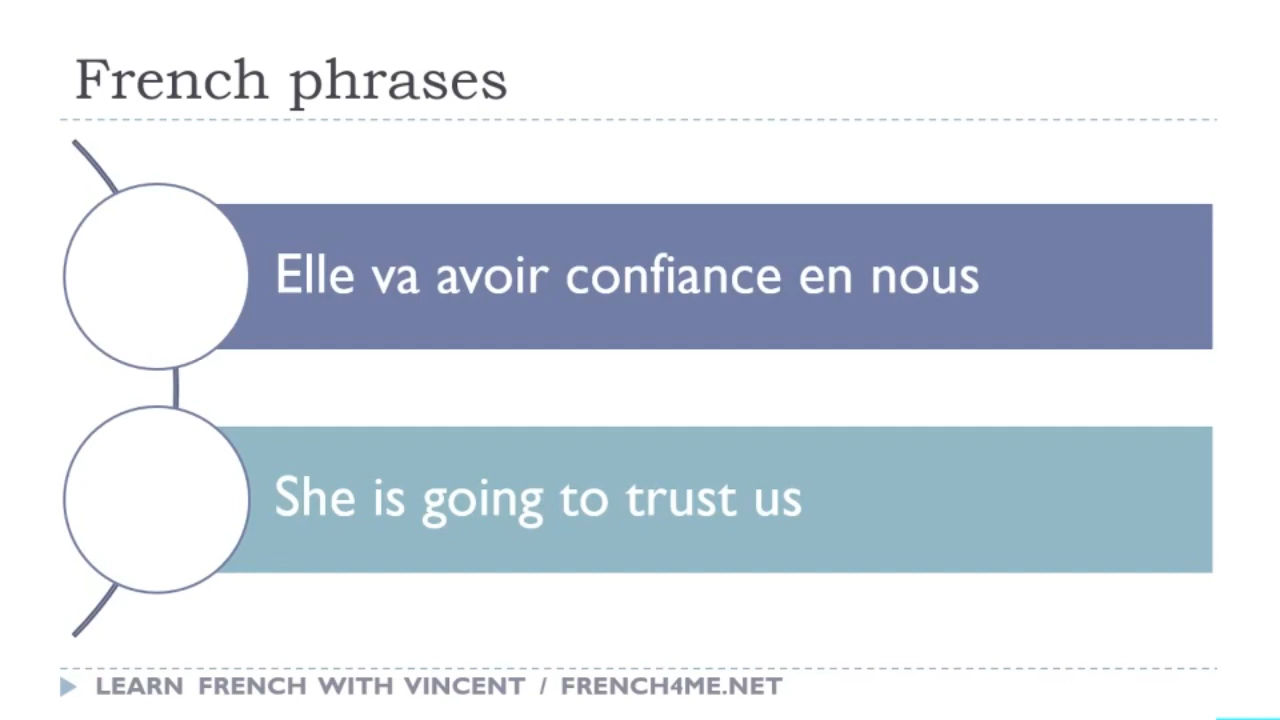 French phrases
Elle va avoir confiance en nous
She is going to trust us
LEARN FRENCH WITH VINCENT / FRENCH4ME.NET